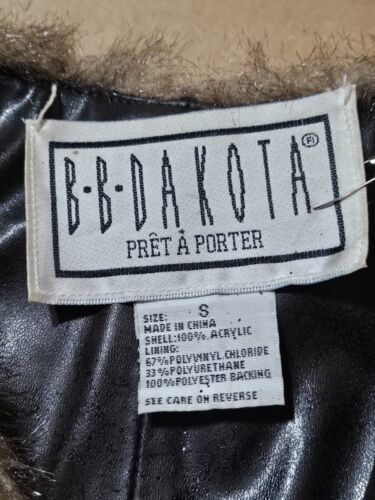 B·B·DAKOTA
PRÊT À PORTER
SIZE: S
MADE IN CHINA
SHELL:100% ACRYLIC
LINING:
67%POLYVINYL CHLORIDE
33%POLYURETHANE
100%POLYESTER BACKING
SEE CARE ON REVERSE